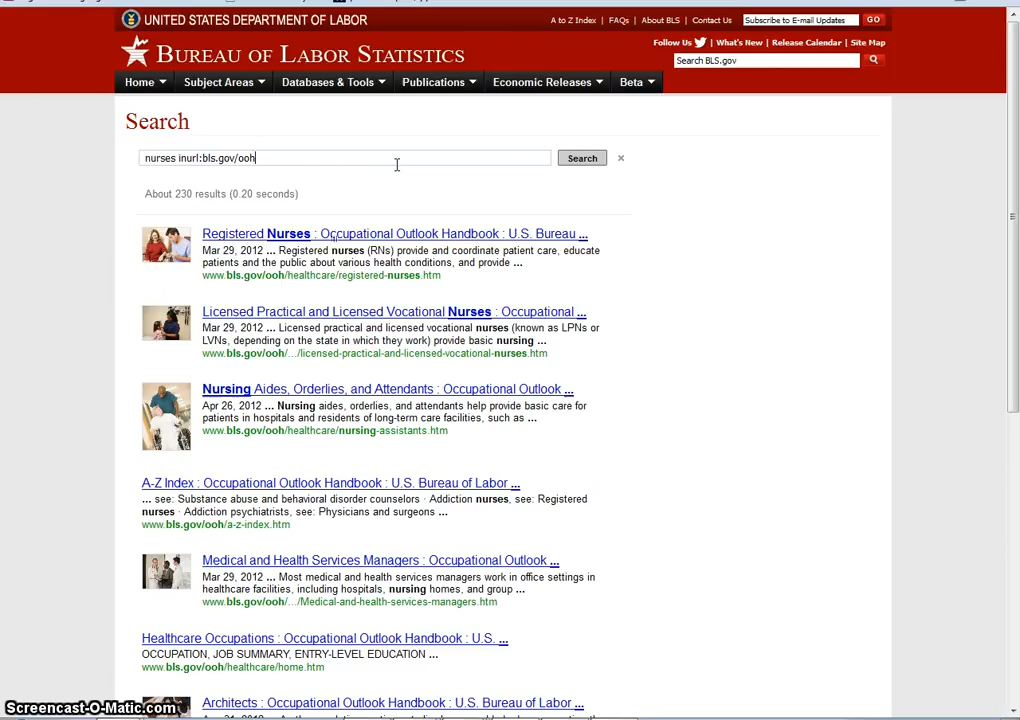 UNITED STATES DEPARTMENT OF LABOR
A to Z Index | FAQs | About BLS | Contact Us Subscribe to E-mail Updates GO
Follow Us | What's New | Release Calendar | Site Map
BUREAU OF LABOR STATISTICS
Search BLS.gov
Home Subject Areas Databases & Tools Publications Economic Releases Beta
Search
nurses inurl:bls.gov/ooh Search ×
About 230 results (0.20 seconds)
Registered Nurses : Occupational Outlook Handbook : U.S. Bureau ...
Mar 29, 2012 ... Registered nurses (RNs) provide and coordinate patient care, educate
patients and the public about various health conditions, and provide ...
www.bls.gov/ooh/healthcare/registered-nurses.htm
Licensed Practical and Licensed Vocational Nurses : Occupational ...
Mar 29, 2012 ... Licensed practical and licensed vocational nurses (known as LPNs or
LVNs, depending on the state in which they work) provide basic nursing ...
www.bls.gov/ooh/.../licensed-practical-and-licensed-vocational-nurses.htm
Nursing Aides, Orderlies, and Attendants : Occupational Outlook ...
Apr 26, 2012 ... Nursing aides, orderlies, and attendants help provide basic care for
patients in hospitals and residents of long-term care facilities, such as ...
www.bls.gov/ooh/healthcare/nursing-assistants.htm
A-Z Index : Occupational Outlook Handbook : U.S. Bureau of Labor ...
... see: Substance abuse and behavioral disorder counselors · Addiction nurses, see: Registered
nurses · Addiction psychiatrists, see: Physicians and surgeons ...
www.bls.gov/ooh/a-z-index.htm
Medical and Health Services Managers : Occupational Outlook ...
Mar 29, 2012 ... Most medical and health services managers work in office settings in
healthcare facilities, including hospitals, nursing homes, and group ...
www.bls.gov/ooh/.../Medical-and-health-services-managers.htm
Healthcare Occupations : Occupational Outlook Handbook : U.S. ...
OCCUPATION, JOB SUMMARY, ENTRY-LEVEL EDUCATION ...
www.bls.gov/ooh/healthcare/home.htm
Architects : Occupational Outlook Handbook : U.S. Bureau of Labor ...
Screencast-O-Matic.com